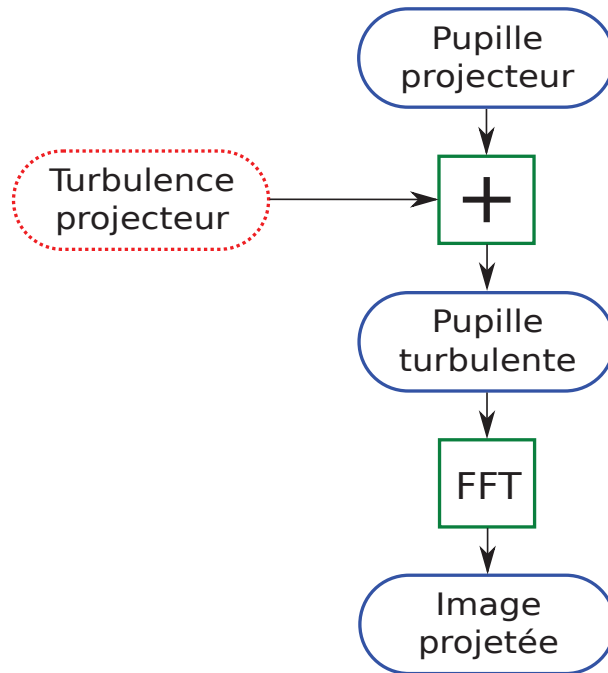 Pupille
projecteur
Turbulence
projecteur
+
Pupille
turbulente
FFT
Image
projetée